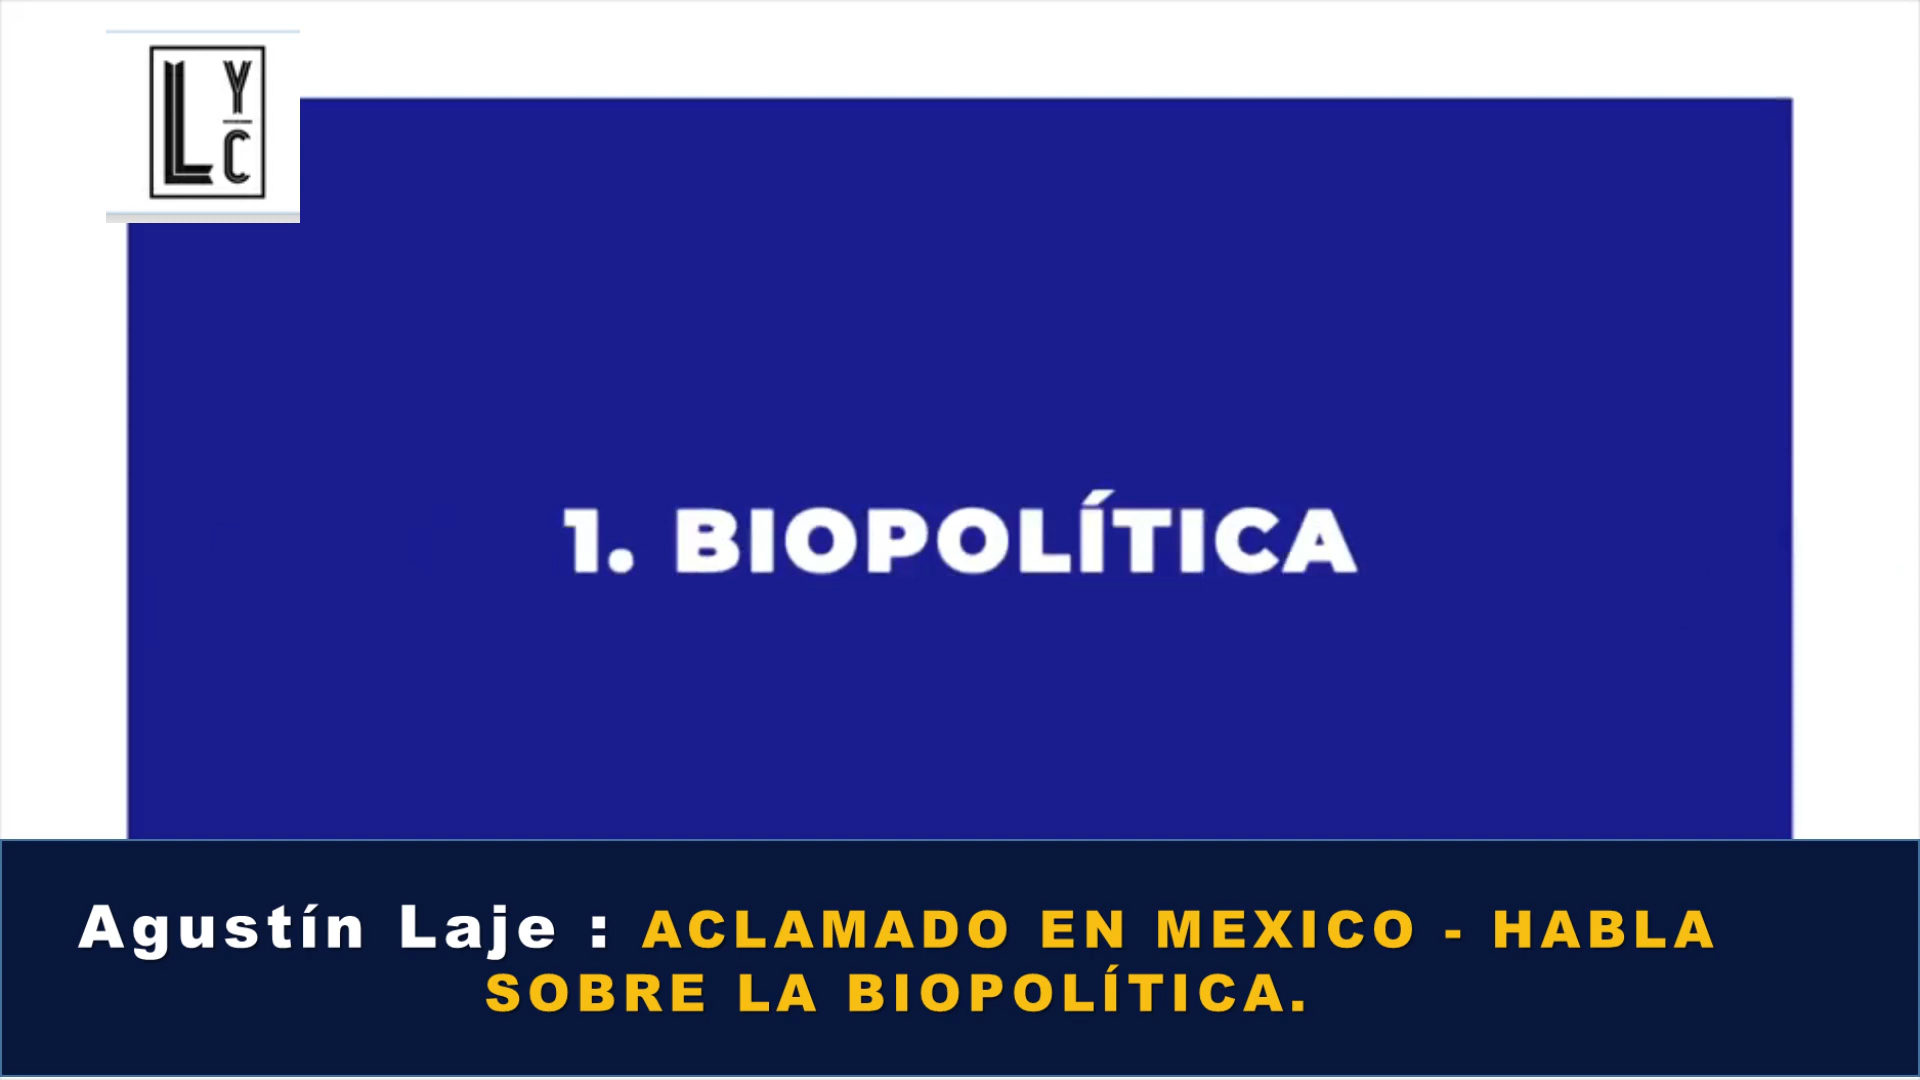 L Y C
1. BIOPOLÍTICA
Agustín Laje : ACLAMADO EN MEXICO - HABLA
SOBRE LA BIOPOLÍTICA.